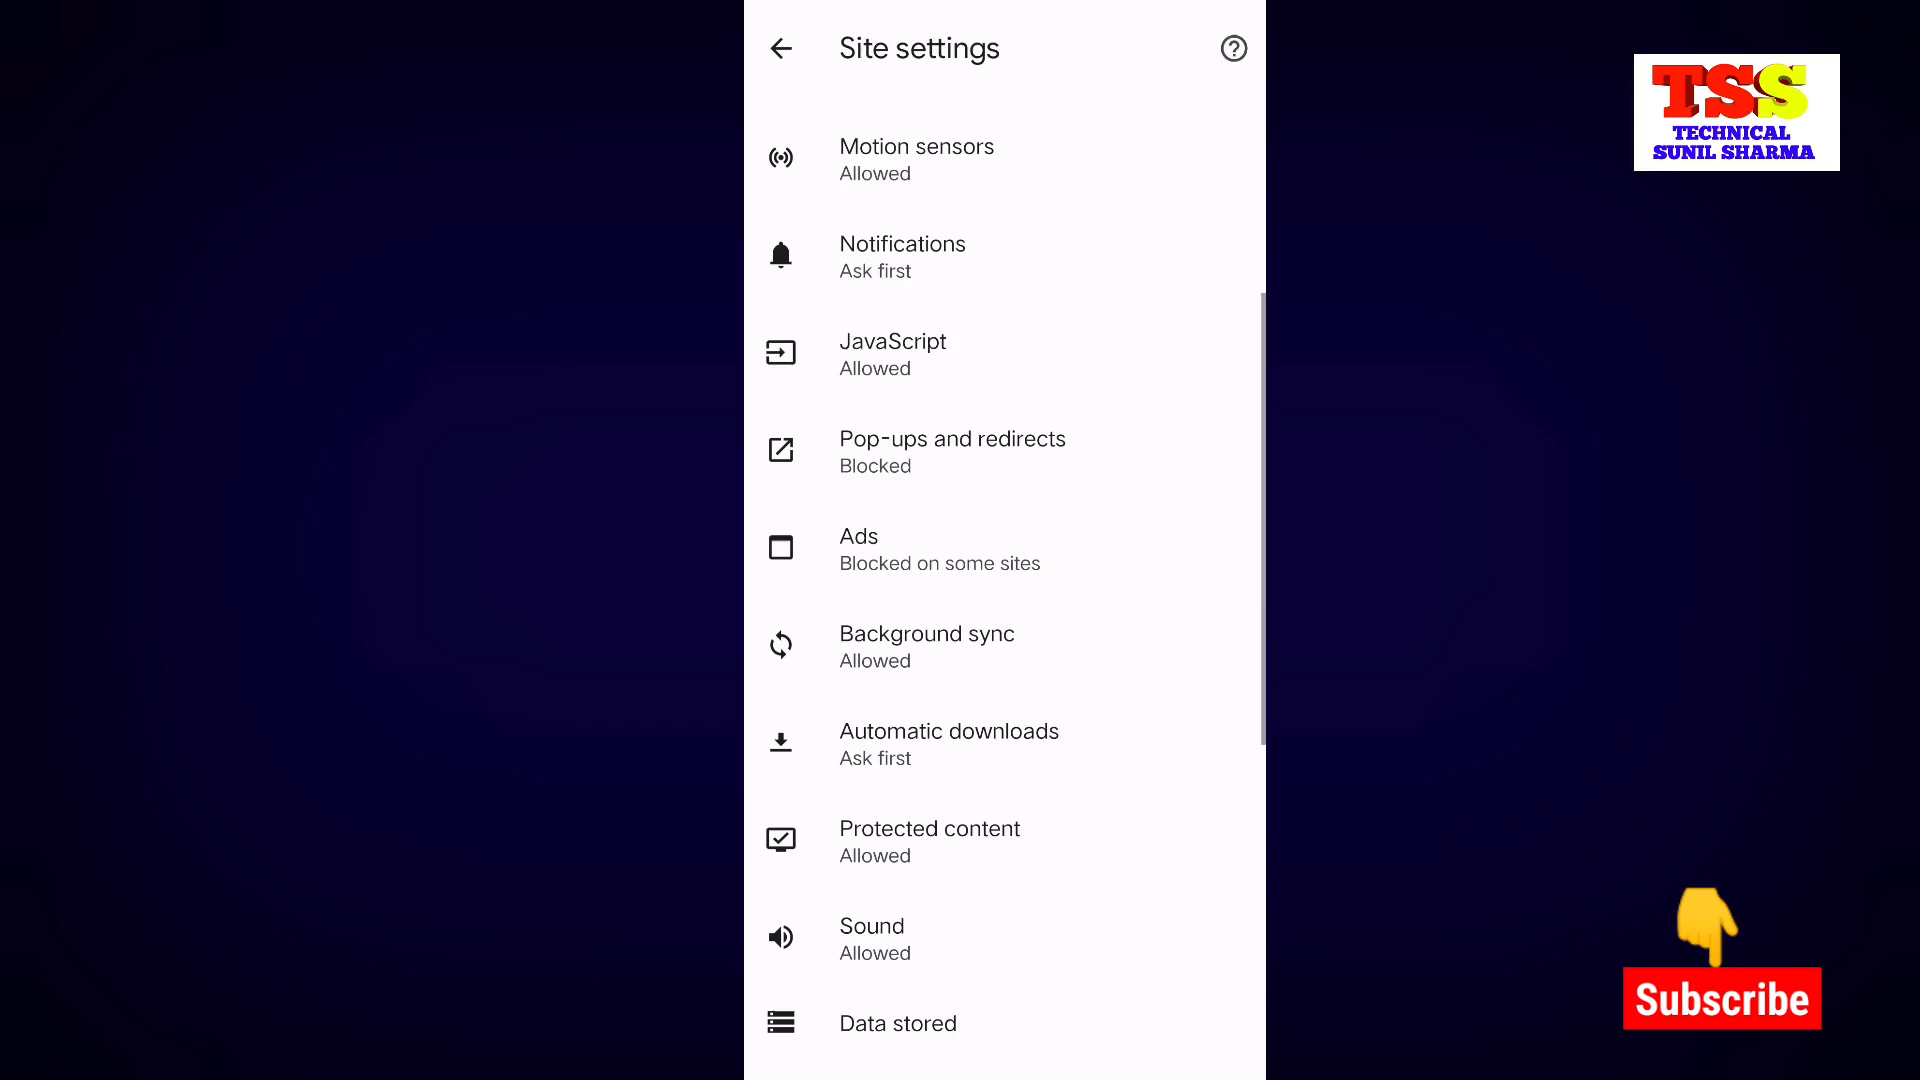 Site settings
TSS
TECHNICAL
SUNIL SHARMA
Motion sensors
Allowed
Notifications
Ask first
JavaScript
Allowed
Pop-ups and redirects
Blocked
Ads
Blocked on some sites
Background sync
Allowed
Automatic downloads
Ask first
Protected content
Allowed
Sound
Allowed
Data stored
Subscribe